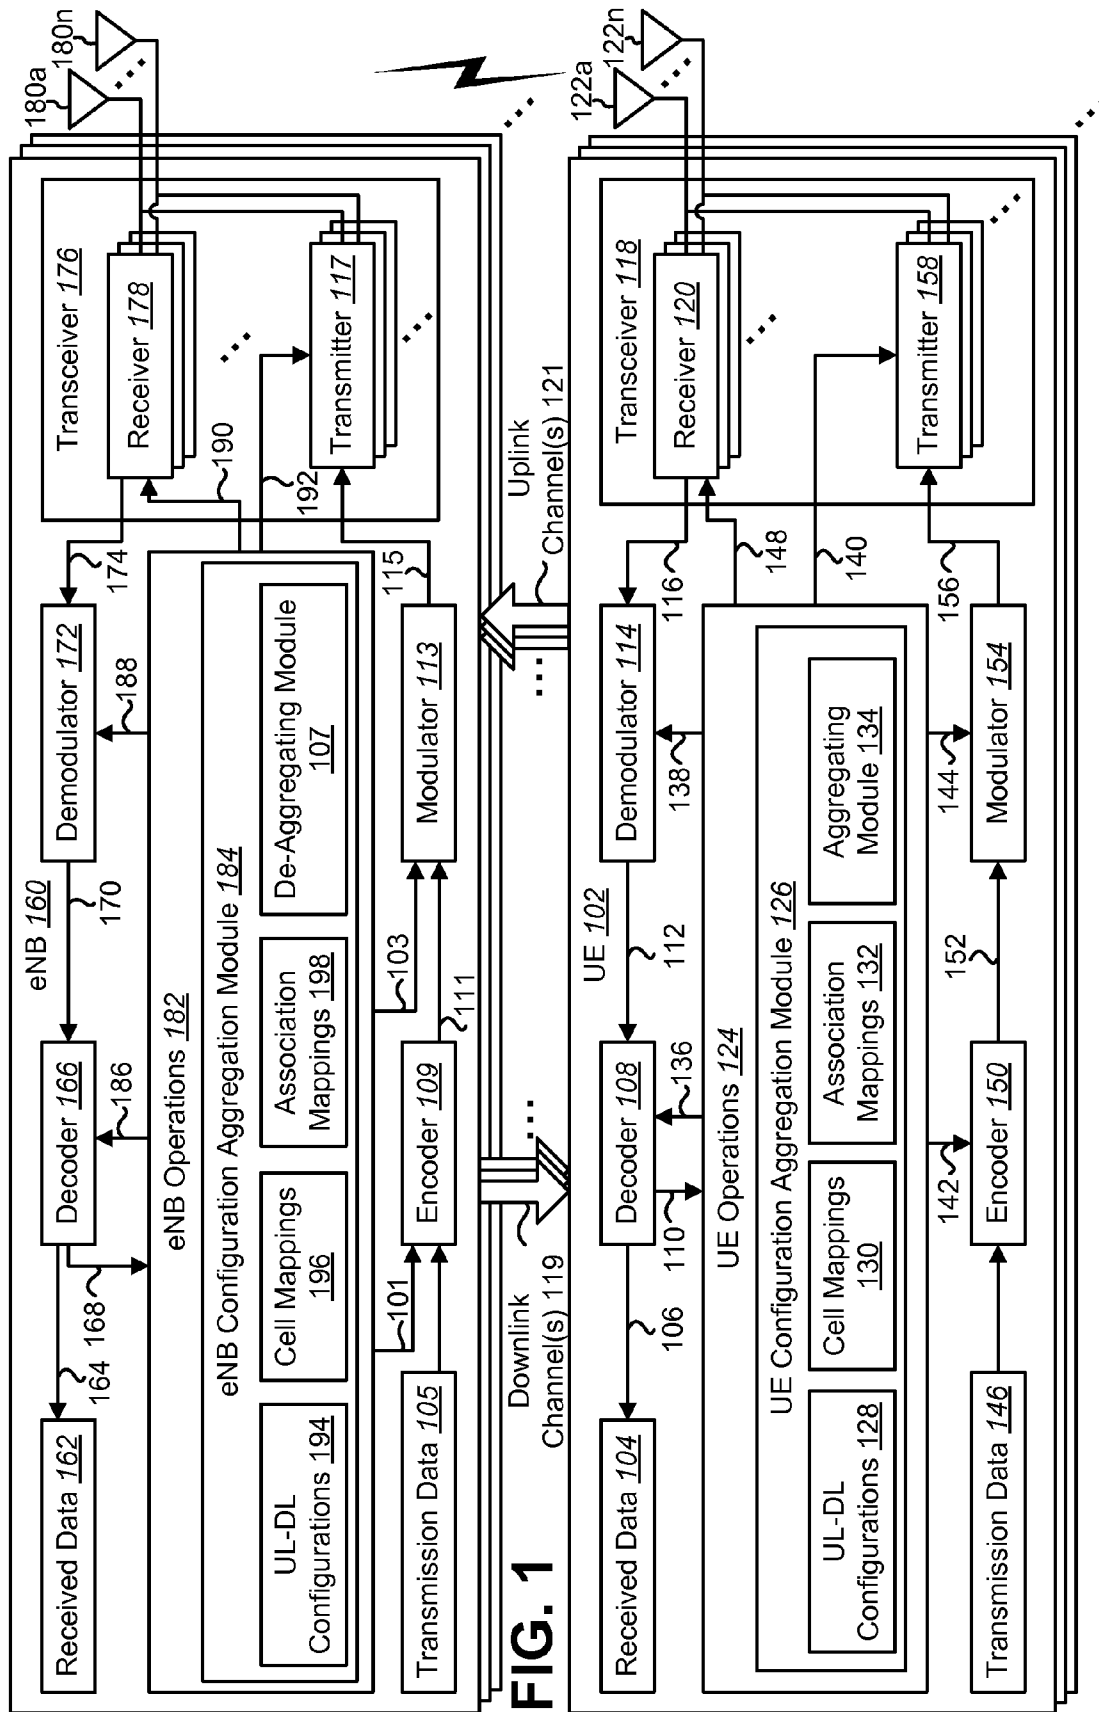 eNB 160
Received Data 162
164
168
Decoder 166
186
170
Demodulator 172
188
174
Transceiver 176
Receiver 178
190
180a
180n
eNB Operations 182
eNB Configuration Aggregation Module 184
UL-DL
Configurations 194
Cell Mappings
196
Association
Mappings 198
De-Aggregating Module
107
192
Transmitter 117
101
103
Transmission Data 105
Encoder 109
111
Modulator 113
115
FIG. 1
Downlink
Channel(s) 119
Uplink
Channel(s) 121
UE 102
Received Data 104
106
Decoder 108
110
136
112
Demodulator 114
138
116
Transceiver 118
Receiver 120
148
122a
122n
UE Operations 124
UE Configuration Aggregation Module 126
UL-DL
Configurations 128
Cell Mappings
130
Association
Mappings 132
Aggregating
Module 134
140
Transmitter 158
142
144
Transmission Data 146
Encoder 150
152
Modulator 154
156